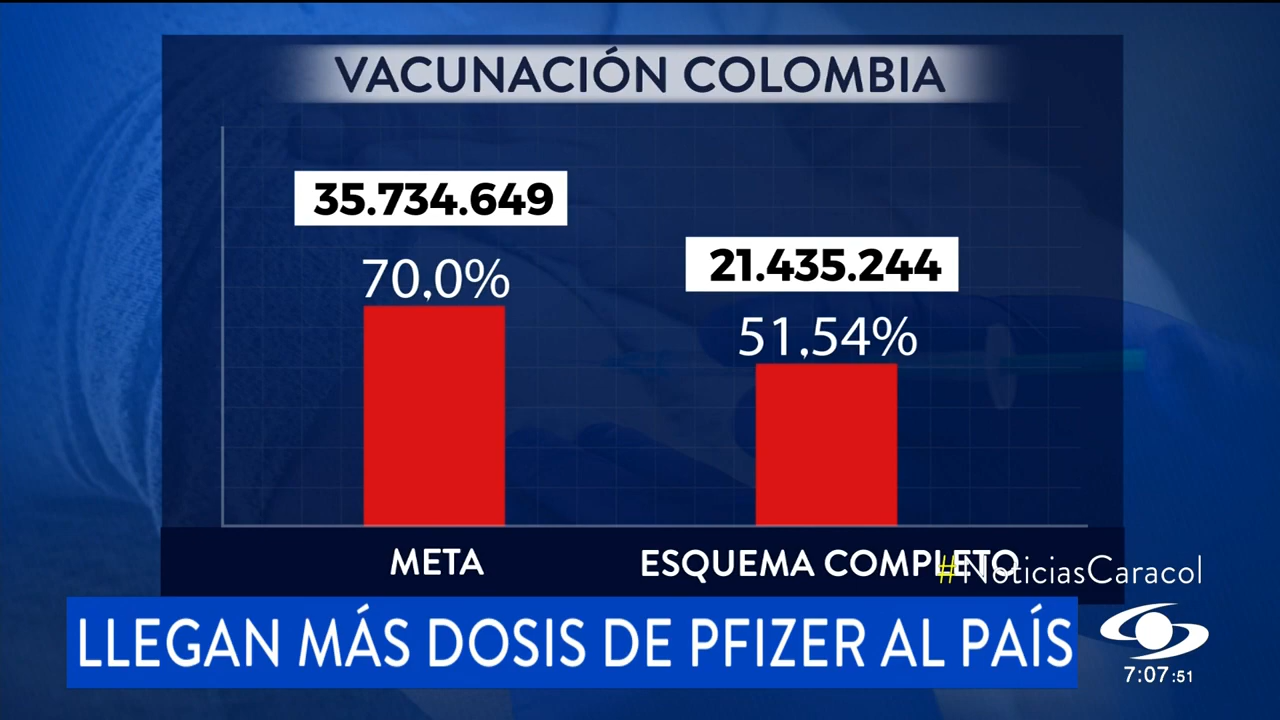 VACUNACIÓN COLOMBIA
35.734.649
70,0%
21.435.244
51,54%
META
ESQUEMA COMPLETO
#NoticiasCaracol
LLEGAN MÁS DOSIS DE PFIZER AL PAÍS
7:07:51